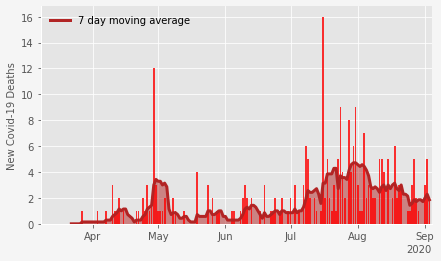 7 day moving average
New Covid-19 Deaths
16
14
12
10
8
6
4
2
0
Apr
May
Jun
Jul
Aug
Sep
2020